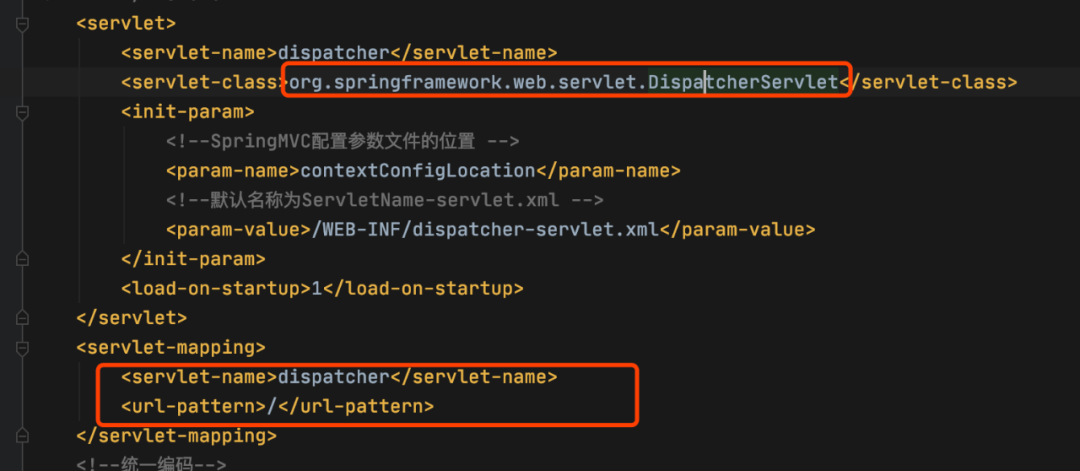 <servlet>
<servlet-name>dispatcher</servlet-name>
<servlet-class>org.springframework.web.servlet.DispatcherServlet</servlet-class>
<init-param>
<!--SpringMVC配置参数文件的位置 -->
<param-name>contextConfigLocation</param-name>
<!--默认名称为ServletName-servlet.xml -->
<param-value>/WEB-INF/dispatcher-servlet.xml</param-value>
</init-param>
<load-on-startup>1</load-on-startup>
</servlet>
<servlet-mapping>
<servlet-name>dispatcher</servlet-name>
<url-pattern>/</url-pattern>
</servlet-mapping>
<!--统一编码-->